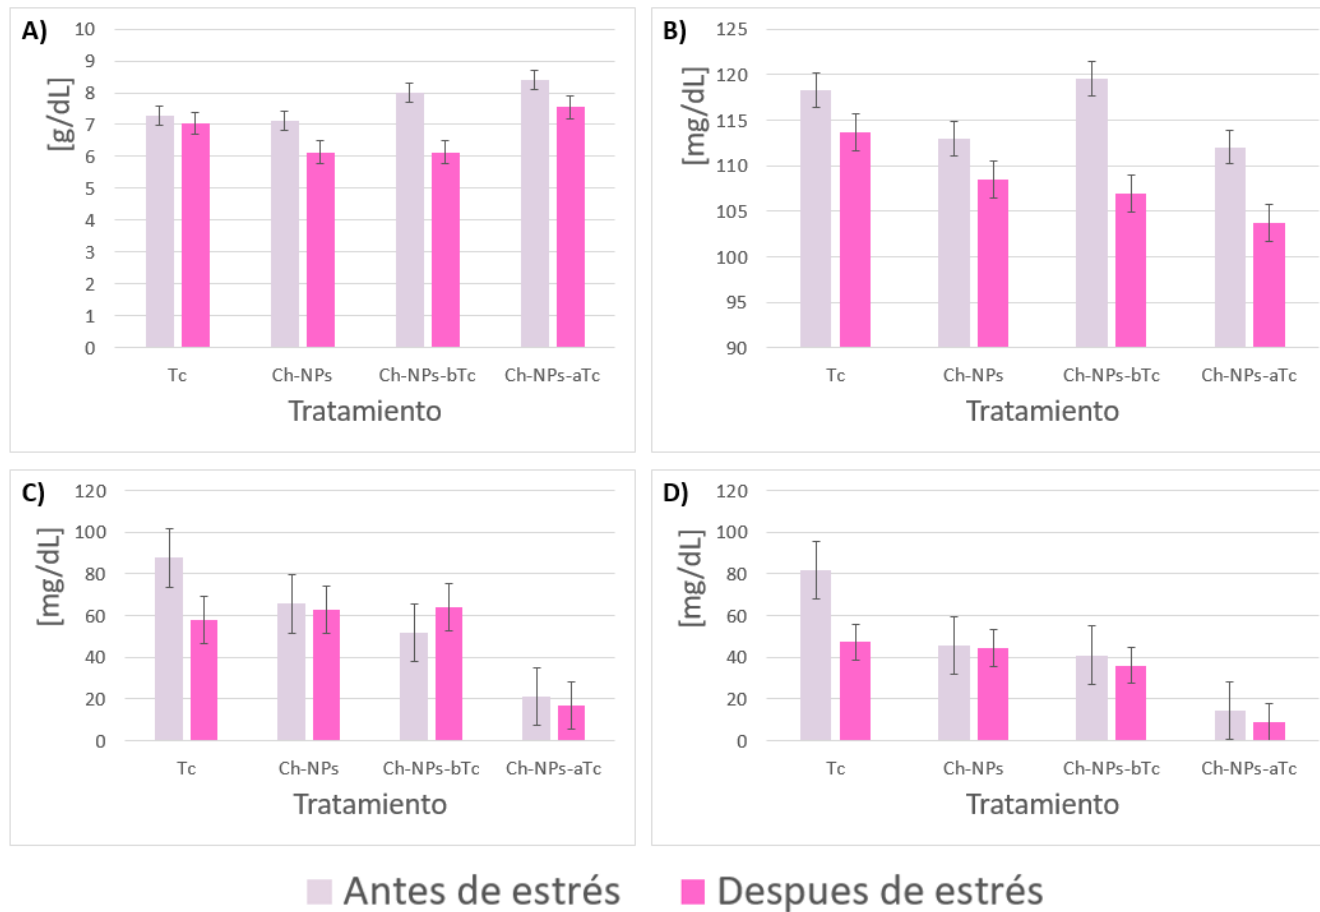 A)
[g/dL]
10
9
8
7
6
5
4
3
2
1
0
Tc Ch-NPs Ch-NPs-bTc Ch-NPs-aTc
Tratamiento
B)
[mg/dL]
125
120
115
110
105
100
95
90
Tc Ch-NPs Ch-NPs-bTc Ch-NPs-aTc
Tratamiento
C)
[mg/dL]
120
100
80
60
40
20
0
Tc Ch-NPs Ch-NPs-bTc Ch-NPs-aTc
Tratamiento
D)
[mg/dL]
120
100
80
60
40
20
0
Tc Ch-NPs Ch-NPs-bTc Ch-NPs-aTc
Tratamiento
Antes de estrés Despues de estrés